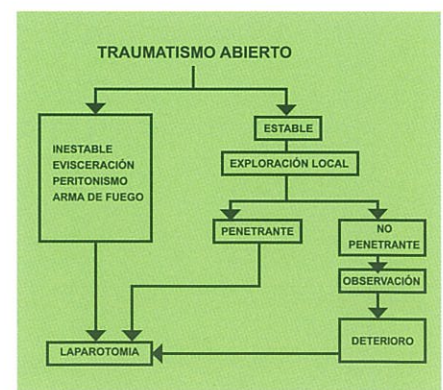 TRAUMATISMO ABIERTO
INESTABLE
EVISCERACIÓN
PERITONISMO
ARMA DE FUEGO
ESTABLE
EXPLORACIÓN LOCAL
PENETRANTE
NO
PENETRANTE
OBSERVACIÓN
DETERIORO
LAPAROTOMIA